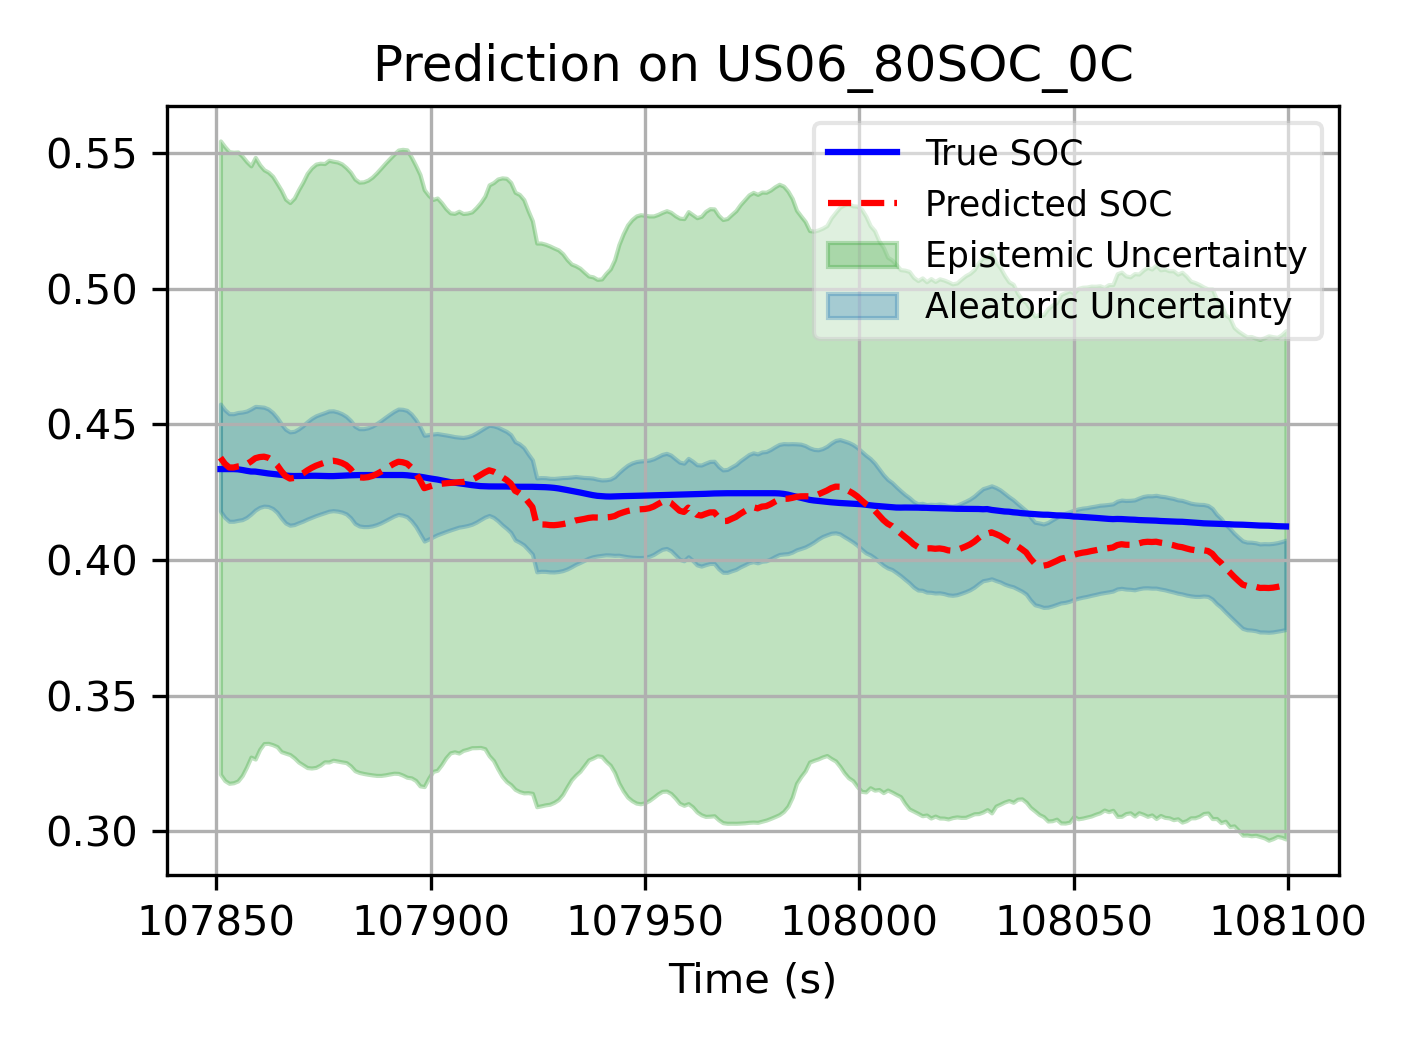 Prediction on US06_80SOC_0C
True SOC
Predicted SOC
Epistemic Uncertainty
Aleatoric Uncertainty
0.55
0.50
0.45
0.40
0.35
0.30
107850 107900 107950 108000 108050 108100
Time (s)